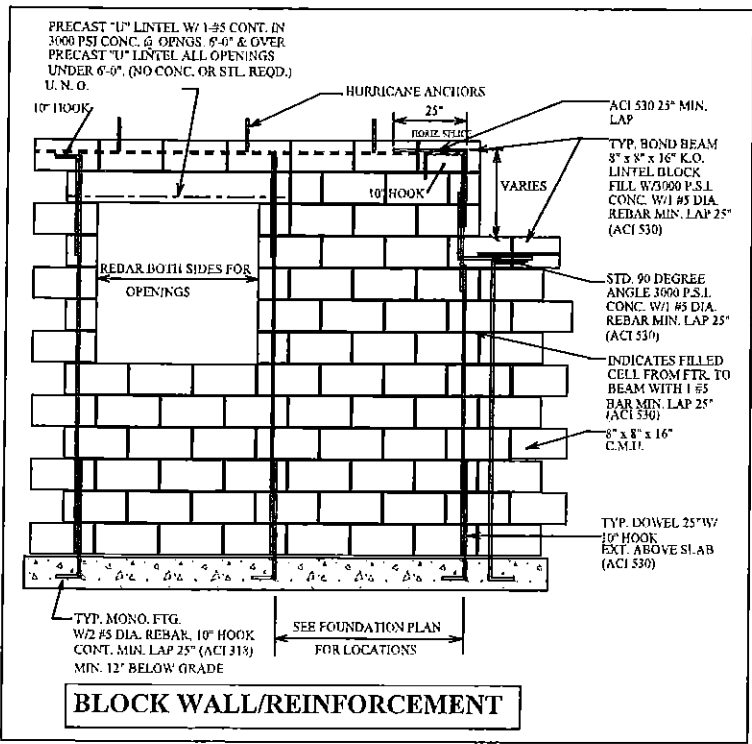 PRECAST "U" LINTEL W/ 1-#5 CONT. IN
3000 PSI CONC. @ OPNGS. 6'-0" & OVER
PRECAST "U" LINTEL ALL OPENINGS
UNDER 6'-0". (NO CONC. OR STL. REQD.)
U. N. O.
10" HOOK
HURRICANE ANCHORS
25"
HORIZ. SPLICE
10" HOOK
VARIES
ACI 530 25" MIN.
LAP
TYP. BOND BEAM
8" x 8" x 16" K.O.
LINTEL BLOCK
FILL W/3000 P.S.I.
CONC. W/1 #5 DIA.
REBAR MIN. LAP 25"
(ACI 530)
REBAR BOTH SIDES FOR
OPENINGS
STD. 90 DEGREE
ANGLE 3000 P.S.I.
CONC. W/1 #5 DIA.
REBAR MIN. LAP 25"
(ACI 530)
INDICATES FILLED
CELL FROM FTR. TO
BEAM WITH 1 #5
BAR MIN. LAP 25"
(ACI 530)
8" x 8" x 16"
C.M.U.
TYP. DOWEL 25" W/
10" HOOK
EXT. ABOVE SLAB
(ACI 530)
TYP. MONO. FTG.
W/2 #5 DIA. REBAR, 10" HOOK
CONT. MIN. LAP 25" (ACI 318)
MIN. 12" BELOW GRADE
SEE FOUNDATION PLAN
FOR LOCATIONS
BLOCK WALL/REINFORCEMENT